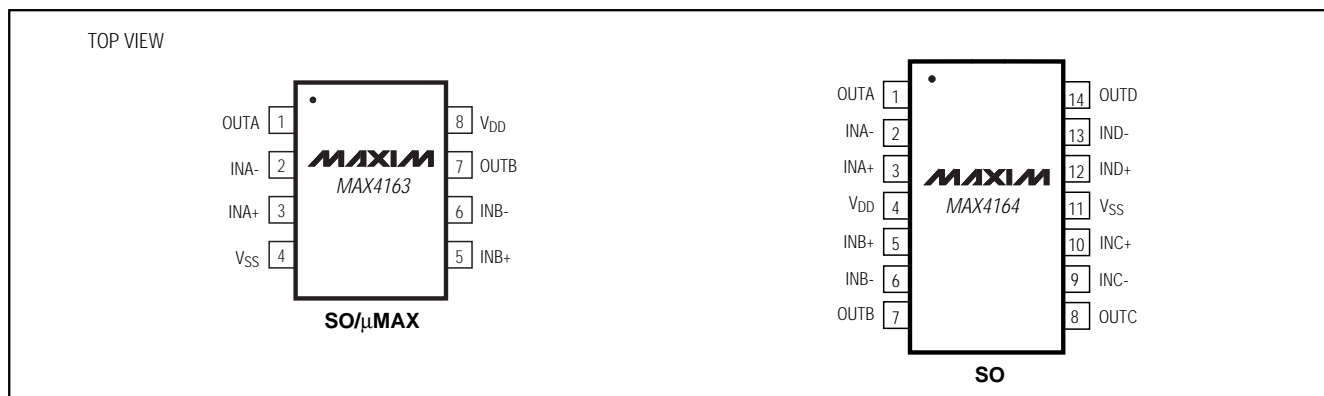 TOP VIEW
OUTA 1
INA- 2
INA+ 3
VSS 4
8 VDD
7 OUTB
6 INB-
5 INB+
MAXIM
MAX4163
SO/µMAX
OUTA 1
INA- 2
INA+ 3
VDD 4
INB+ 5
INB- 6
OUTB 7
14 OUTD
13 IND-
12 IND+
11 VSS
10 INC+
9 INC-
8 OUTC
MAXIM
MAX4164
SO